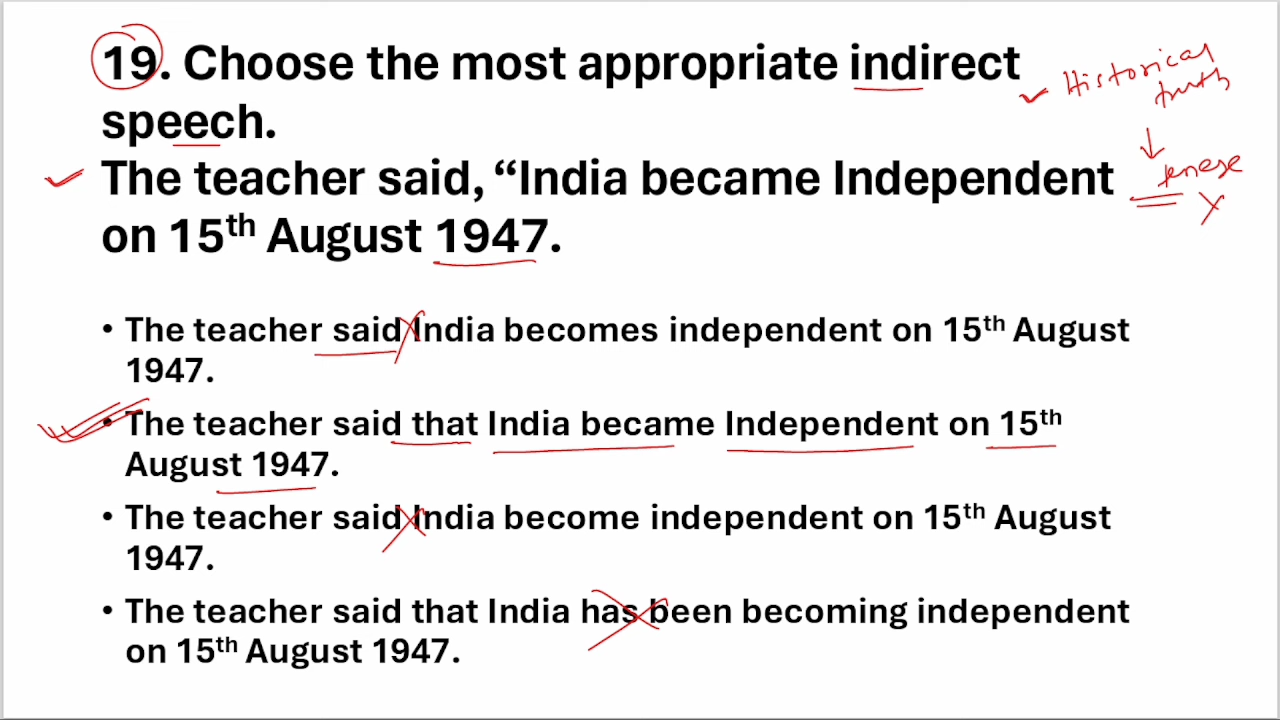 19. Choose the most appropriate indirect
speech.
The teacher said, “India became Independent
on 15th August 1947.
Historical
truth
↓
tense
x
• The teacher said India becomes independent on 15th August
1947.
• The teacher said that India became Independent on 15th
August 1947.
• The teacher said India become independent on 15th August
1947.
• The teacher said that India has been becoming independent
on 15th August 1947.